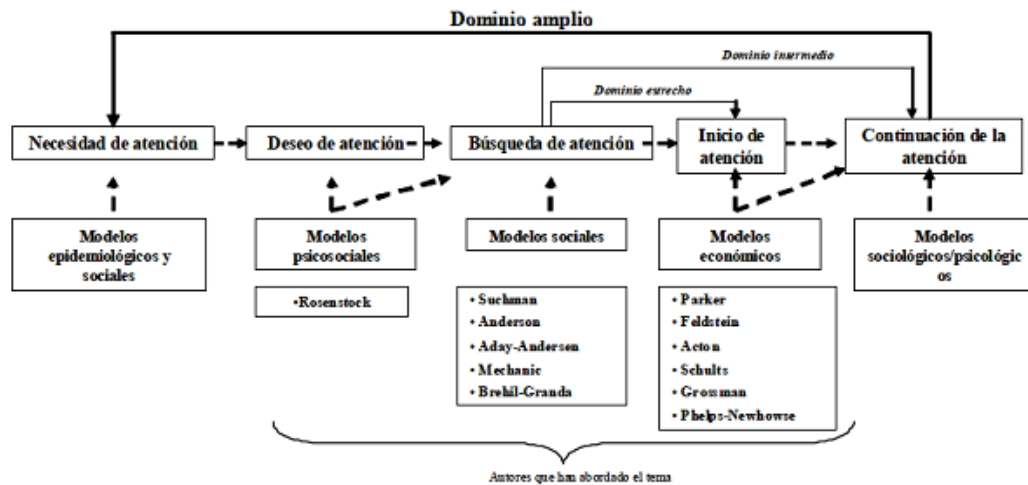 Dominio amplio
Dominio intermedio
Dominio estrecho
Necesidad de atención
Deseo de atención
Búsqueda de atención
Inicio de
atención
Continuación de la
atención
Modelos
epidemiológicos y
sociales
Modelos
psicosociales
Modelos sociales
Modelos
económicos
Modelos
sociológicos/psicológic
os
•Rosenstock
• Suchman
• Anderson
• Aday-Andersen
• Mechanic
• Brehil-Granda
• Parker
• Feldstein
• Acton
• Schults
• Grossman
• Phelps-Newhowse
Autores que han abordado el tema